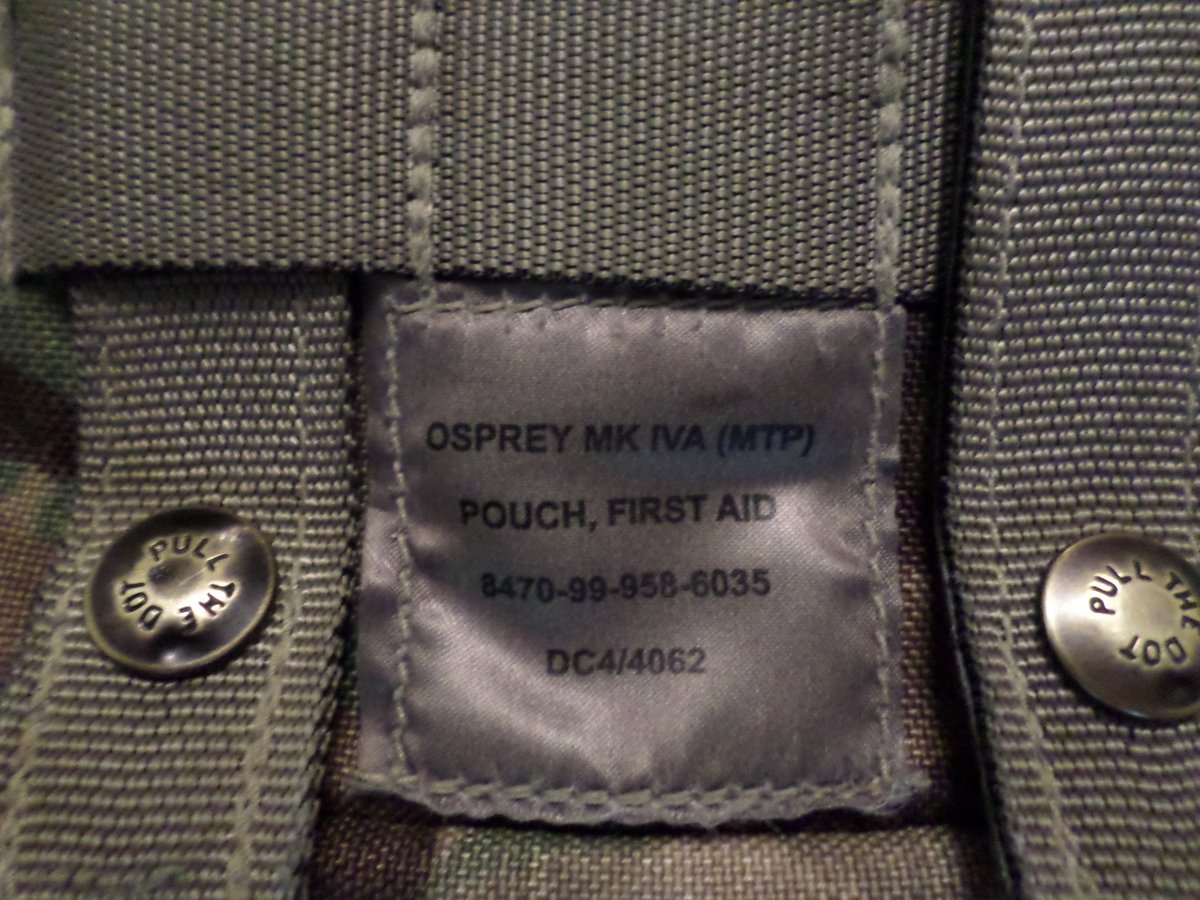 OSPREY MK IVA (MTP)
POUCH, FIRST AID
8470-99-958-6035
DC4/4062
PULL THE DOT
PULL THE DOT